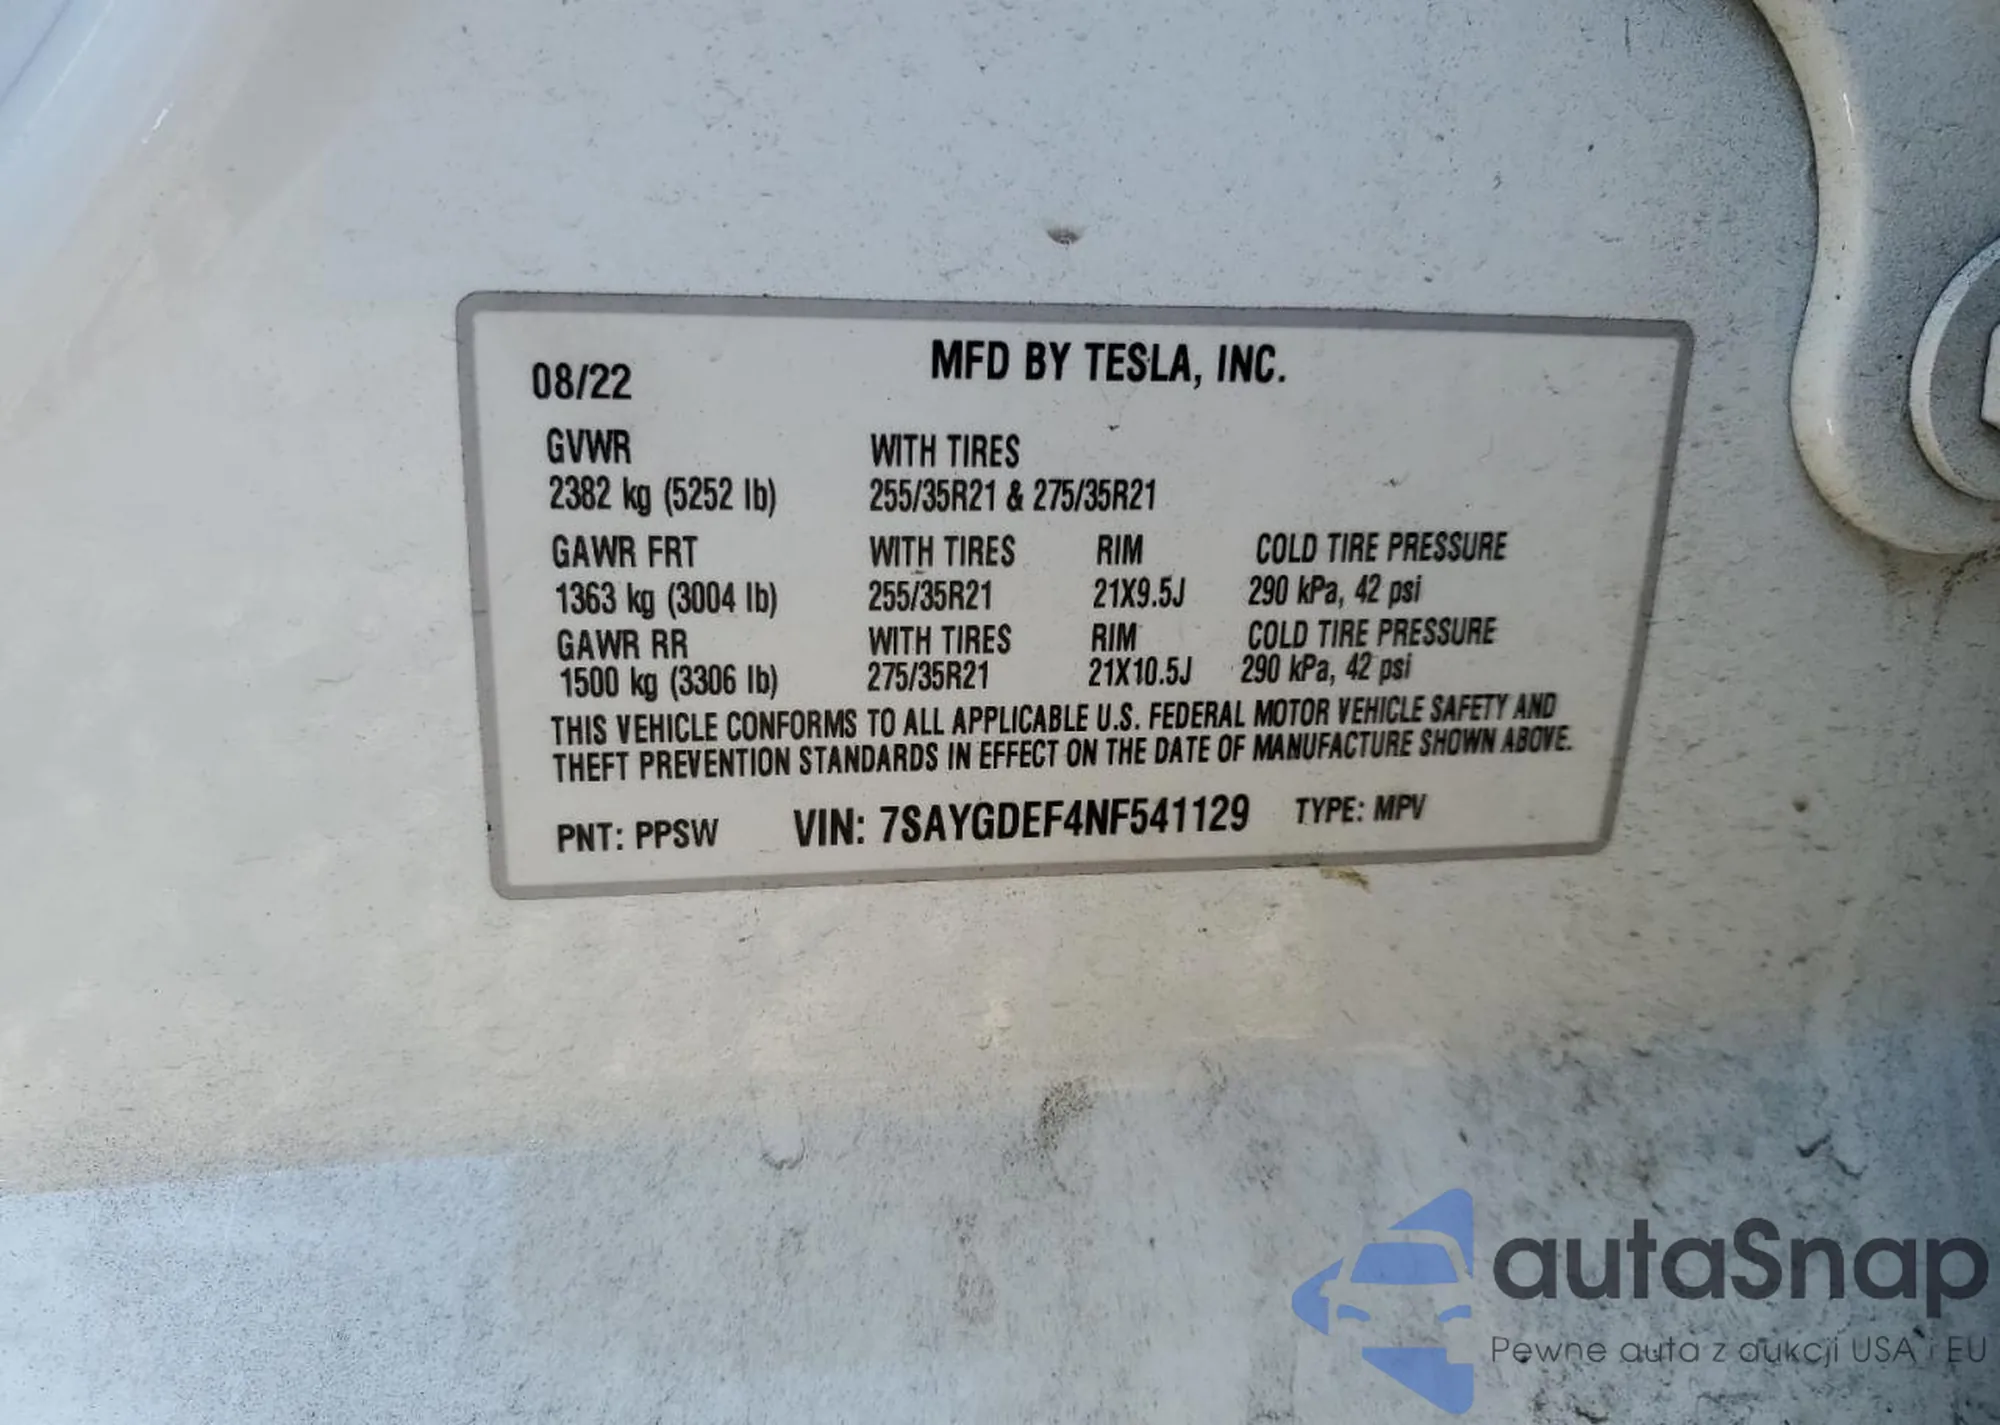 08/22 MFD BY TESLA, INC.
GVWR WITH TIRES
2382 kg (5252 lb) 255/35R21 & 275/35R21
GAWR FRT WITH TIRES RIM COLD TIRE PRESSURE
1363 kg (3004 lb) 255/35R21 21X9.5J 290 kPa, 42 psi
GAWR RR WITH TIRES RIM COLD TIRE PRESSURE
1500 kg (3306 lb) 275/35R21 21X10.5J 290 kPa, 42 psi
THIS VEHICLE CONFORMS TO ALL APPLICABLE U.S. FEDERAL MOTOR VEHICLE SAFETY AND
THEFT PREVENTION STANDARDS IN EFFECT ON THE DATE OF MANUFACTURE SHOWN ABOVE.
PNT: PPSW VIN: 7SAYGDEF4NF541129 TYPE: MPV
autaSnap
Pewne auta z aukcji USA i EU